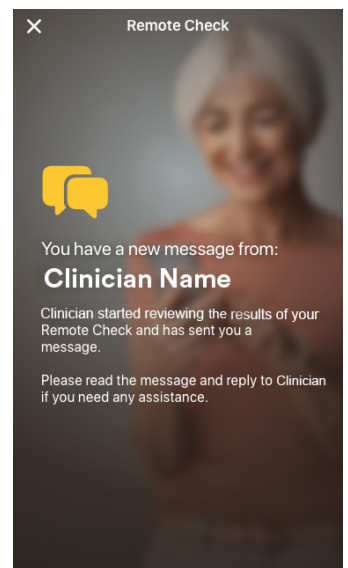 Remote Check
You have a new message from:
Clinician Name
Clinician started reviewing the results of your
Remote Check and has sent you a
message.
Please read the message and reply to Clinician
if you need any assistance.